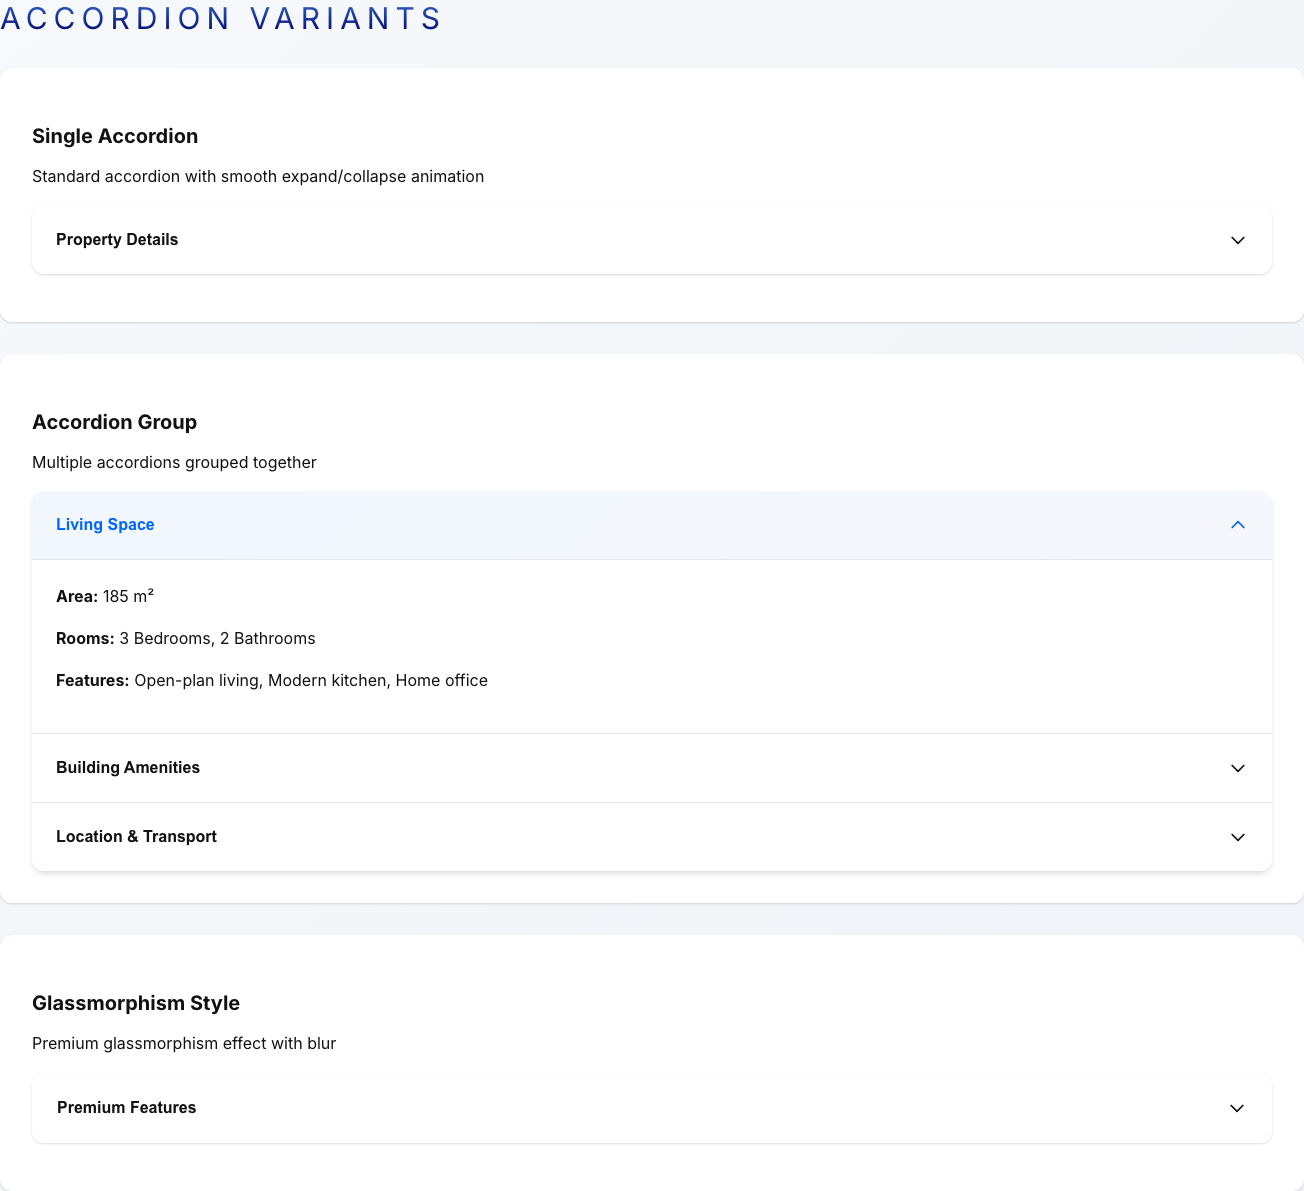 ACCORDION VARIANTS
Single Accordion
Standard accordion with smooth expand/collapse animation
Property Details
Accordion Group
Multiple accordions grouped together
Living Space
Area: 185 m²
Rooms: 3 Bedrooms, 2 Bathrooms
Features: Open-plan living, Modern kitchen, Home office
Building Amenities
Location & Transport
Glassmorphism Style
Premium glassmorphism effect with blur
Premium Features